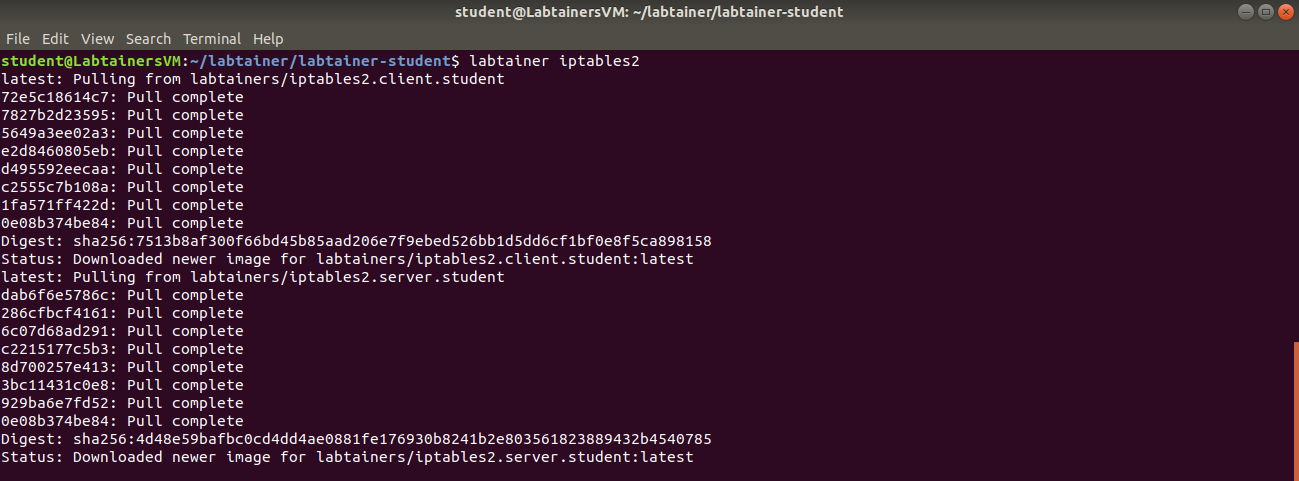 student@LabtainersVM: ~/labtainer/labtainer-student
File Edit View Search Terminal Help
student@LabtainersVM:~/labtainer/labtainer-student$ labtainer iptables2
latest: Pulling from labtainers/iptables2.client.student
72e5c18614c7: Pull complete
7827b2d23595: Pull complete
5649a3ee02a3: Pull complete
e2d8460805eb: Pull complete
d495592eecaa: Pull complete
c2555c7b108a: Pull complete
1fa571ff422d: Pull complete
0e08b374be84: Pull complete
Digest: sha256:7513b8af300f66bd45b85aad206e7f9ebed526bb1d5dd6cf1bf0e8f5ca898158
Status: Downloaded newer image for labtainers/iptables2.client.student:latest
latest: Pulling from labtainers/iptables2.server.student
dab6f6e5786c: Pull complete
286cfbcf4161: Pull complete
6c07d68ad291: Pull complete
c2215177c5b3: Pull complete
8d700257e413: Pull complete
3bc11431c0e8: Pull complete
929ba6e7fd52: Pull complete
0e08b374be84: Pull complete
Digest: sha256:4d48e59bafbc0cd4dd4ae0881fe176930b8241b2e803561823889432b4540785
Status: Downloaded newer image for labtainers/iptables2.server.student:latest